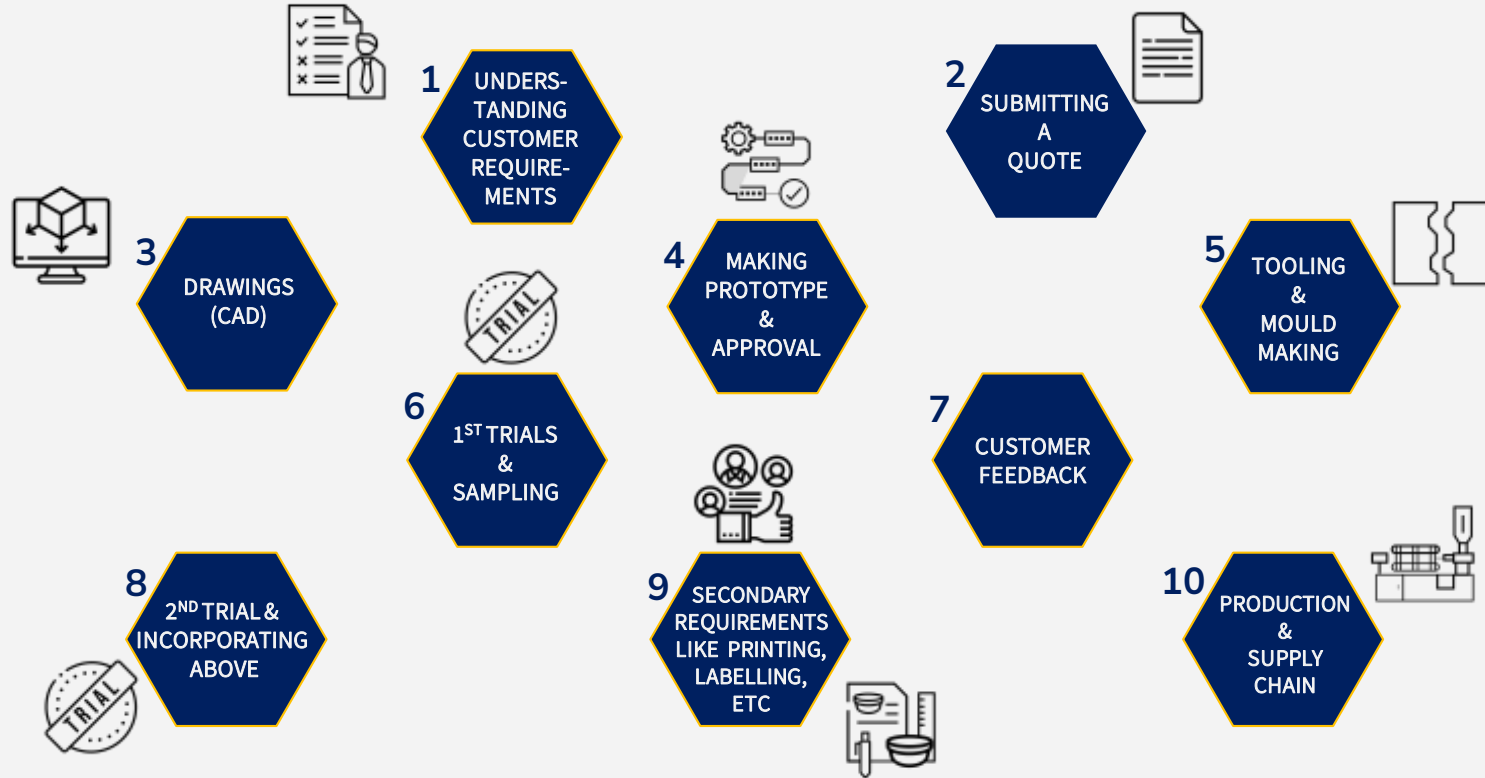 1
UNDERS-
TANDING
CUSTOMER
REQUIRE-
MENTS
2
SUBMITTING
A
QUOTE
3
DRAWINGS
(CAD)
4
MAKING
PROTOTYPE
&
APPROVAL
5
TOOLING
&
MOULD
MAKING
TRIAL
6
1ST TRIALS
&
SAMPLING
7
CUSTOMER
FEEDBACK
8
2ND TRIAL &
INCORPORATING
ABOVE
TRIAL
9
SECONDARY
REQUIREMENTS
LIKE PRINTING,
LABELLING,
ETC
10
PRODUCTION
&
SUPPLY
CHAIN